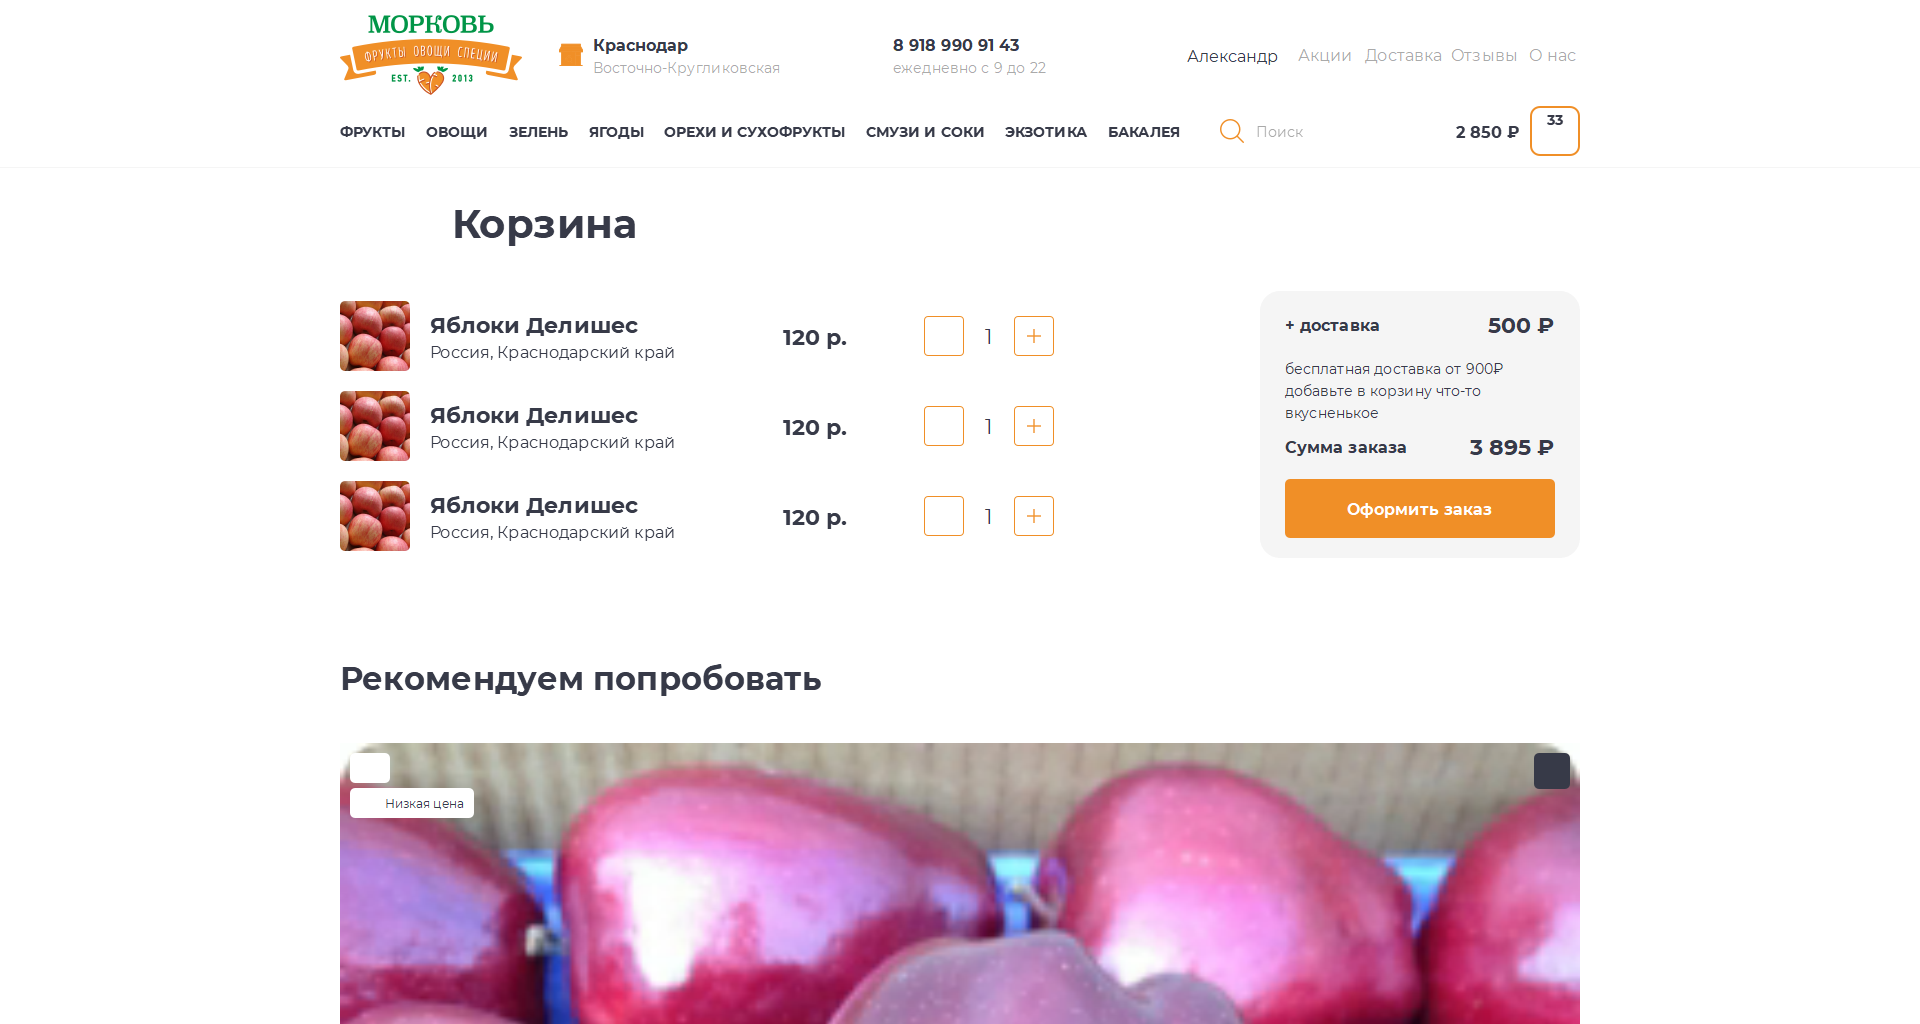 МОРКОВЬ
ФРУКТЫ ОВОЩИ СПЕЦИИ
EST. 2013
Краснодар
Восточно-Кругликовская
8 918 990 91 43
ежедневно с 9 до 22
Александр Акции Доставка Отзывы О нас
ФРУКТЫ ОВОЩИ ЗЕЛЕНЬ ЯГОДЫ ОРЕХИ И СУХОФРУКТЫ СМУЗИ И СОКИ ЭКЗОТИКА БАКАЛЕЯ Поиск 2 850 ₽ 33
Корзина
Яблоки Делишес
Россия, Краснодарский край
120 р. 1 +
Яблоки Делишес
Россия, Краснодарский край
120 р. 1 +
Яблоки Делишес
Россия, Краснодарский край
120 р. 1 +
+ доставка 500 ₽
бесплатная доставка от 900₽
добавьте в корзину что-то
вкусненькое
Сумма заказа 3 895 ₽
Оформить заказ
Рекомендуем попробовать
Низкая цена